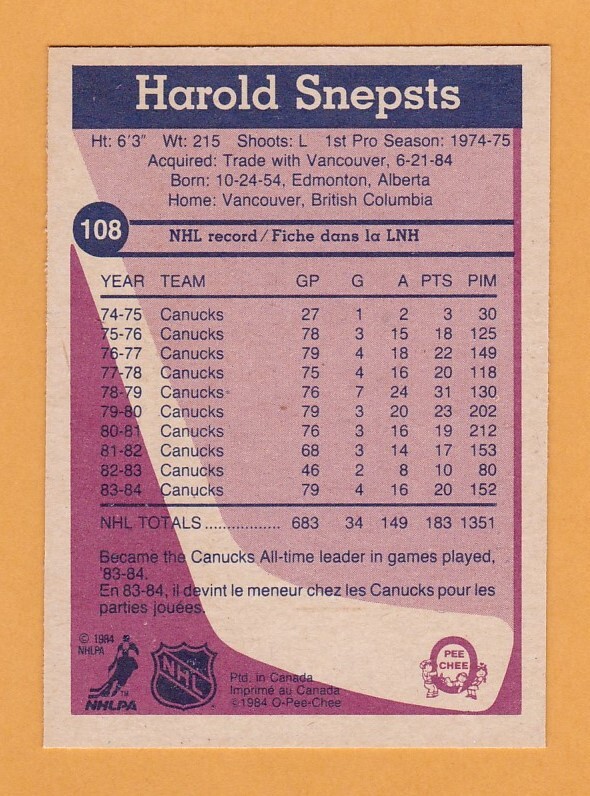 Harold Snepsts
Ht: 6'3" Wt: 215 Shoots: L 1st Pro Season: 1974-75
Acquired: Trade with Vancouver, 6-21-84
Born: 10-24-54, Edmonton, Alberta
Home: Vancouver, British Columbia
108
NHL record/Fiche dans la LNH
YEAR TEAM GP G A PTS PIM
74-75 Canucks 27 1 2 3 30
75-76 Canucks 78 3 15 18 125
76-77 Canucks 79 4 18 22 149
77-78 Canucks 75 4 16 20 118
78-79 Canucks 76 7 24 31 130
79-80 Canucks 79 3 20 23 202
80-81 Canucks 76 3 16 19 212
81-82 Canucks 68 3 14 17 153
82-83 Canucks 46 2 8 10 80
83-84 Canucks 79 4 16 20 152
NHL TOTALS ................. 683 34 149 183 1351
Became the Canucks All-time leader in games played,
'83-84.
En 83-84, il devint le meneur chez les Canucks pour les
parties jouées.
© 1984
NHLPA
TM
NHLPA
NHL
Ptd. in Canada
Imprimé au Canada
©1984 O-Pee-Chee
PEE
CHEE